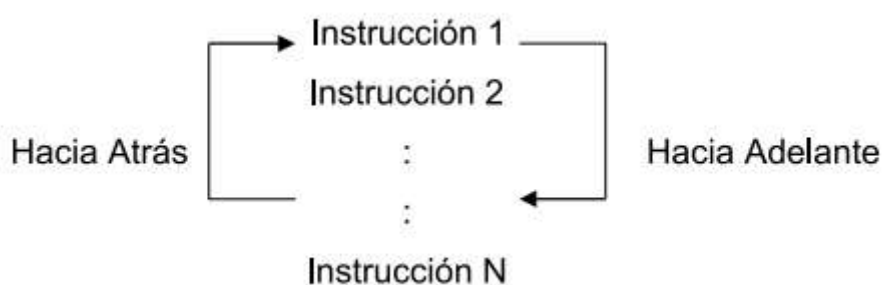 Instrucción 1
Instrucción 2
Hacia Atrás : Hacia Adelante
:
Instrucción N